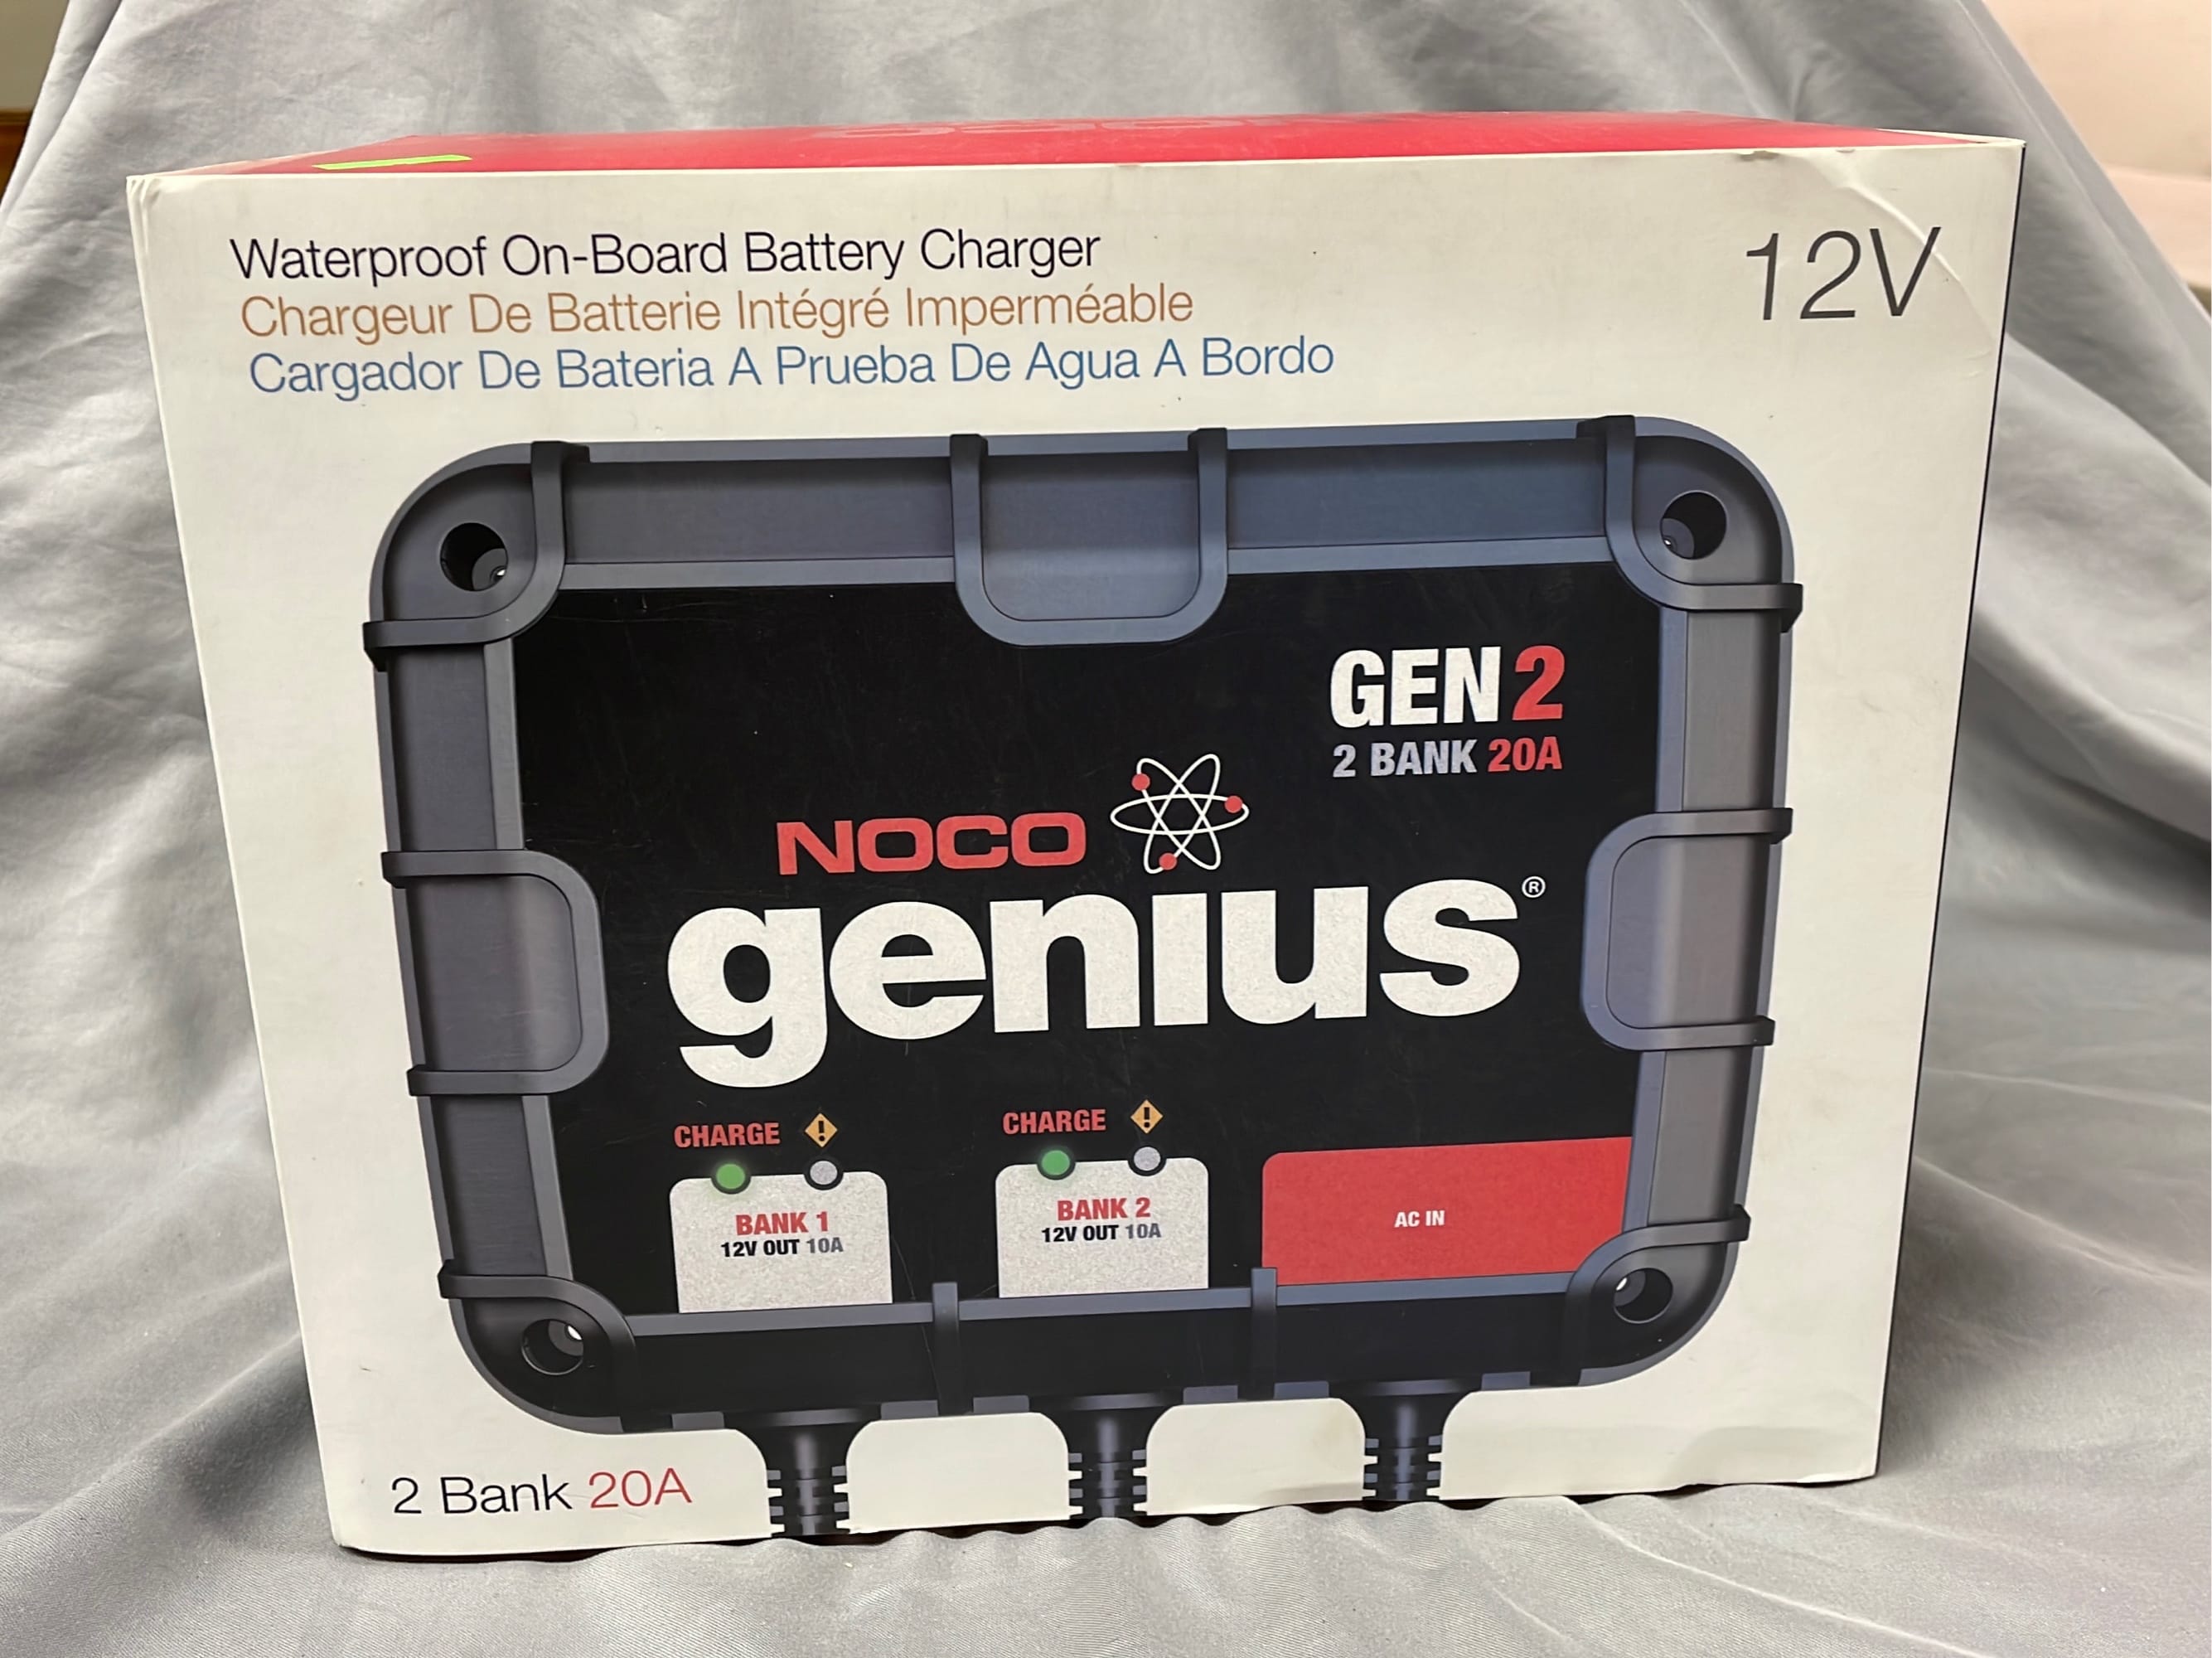 Waterproof On-Board Battery Charger
Chargeur De Batterie Intégré Imperméable
Cargador De Bateria A Prueba De Agua A Bordo
12V
GEN2
2 BANK 20A
NOCO
genius®
CHARGE !
CHARGE !
BANK 1
12V OUT 10A
BANK 2
12V OUT 10A
AC IN
2 Bank 20A